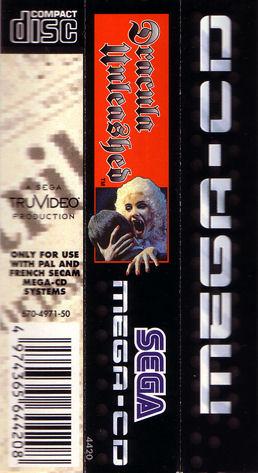 COMPACT
disc
A SEGA
TRUVIDEO
PRODUCTION
ONLY FOR USE
WITH PAL AND
FRENCH SECAM
MEGA-CD
SYSTEMS
670-4971-50
4 974365 644208
Dracula
Unleashed™
SEGA
MEGA-CD
4420
MEGA-CD